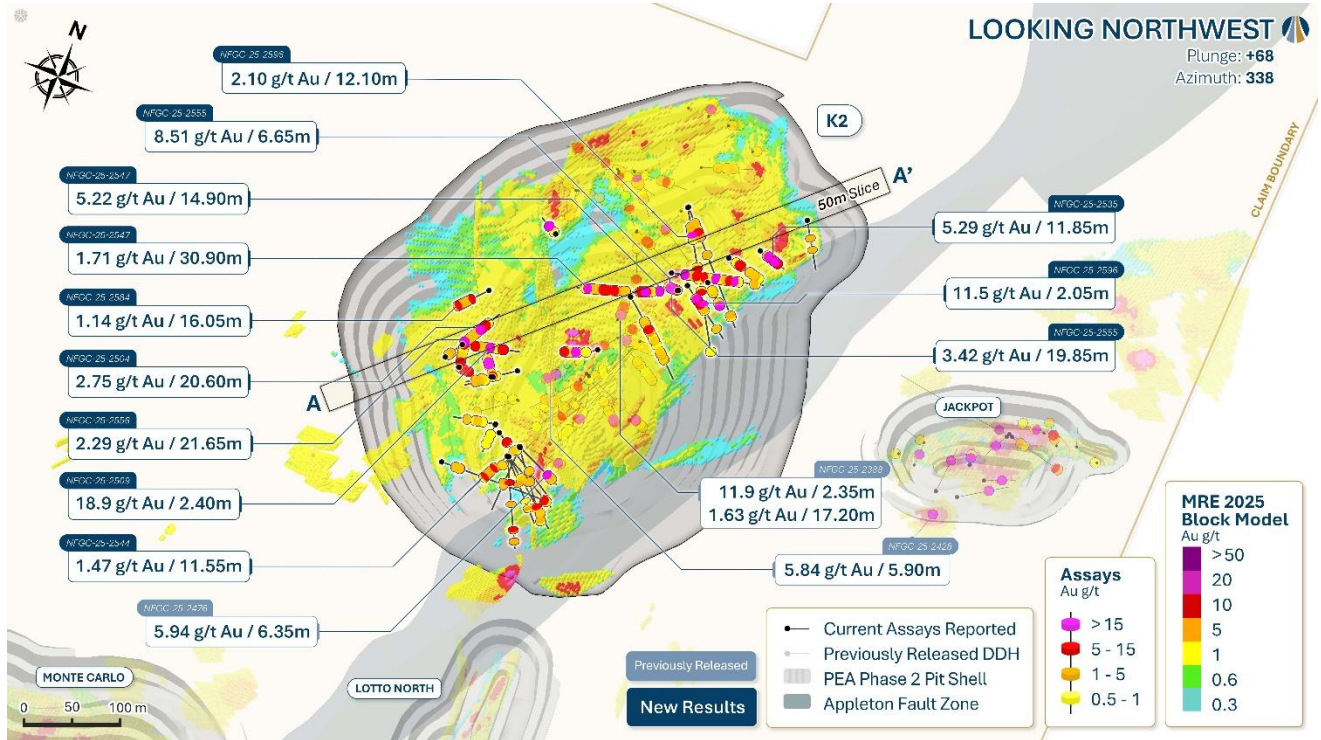 LOOKING NORTHWEST
Plunge: +68
Azimuth: 338
N
NFGC-25-2596
2.10 g/t Au / 12.10m
NFGC-25-2555
8.51 g/t Au / 6.65m
NFGC-25-2547
5.22 g/t Au / 14.90m
NFGC-25-2547
1.71 g/t Au / 30.90m
NFGC-25-2584
1.14 g/t Au / 16.05m
NFGC-25-2504
2.75 g/t Au / 20.60m
NFGC-25-2556
2.29 g/t Au / 21.65m
NFGC-25-2509
18.9 g/t Au / 2.40m
NFGC-25-2544
1.47 g/t Au / 11.55m
NFGC-25-2476
5.94 g/t Au / 6.35m
K2
A'
50m Slice
A
CLAIM BOUNDARY
NFGC-25-2535
5.29 g/t Au / 11.85m
NFGC-25-2596
11.5 g/t Au / 2.05m
NFGC-25-2555
3.42 g/t Au / 19.85m
JACKPOT
NFGC-25-2388
11.9 g/t Au / 2.35m
1.63 g/t Au / 17.20m
NFGC-25-2428
5.84 g/t Au / 5.90m
MONTE CARLO
0 50 100 m
LOTTO NORTH
Previously Released
New Results
Current Assays Reported
Previously Released DDH
PEA Phase 2 Pit Shell
Appleton Fault Zone
Assays
Au g/t
> 15
5 - 15
1 - 5
0.5 - 1
MRE 2025
Block Model
Au g/t
>50
20
10
5
1
0.6
0.3